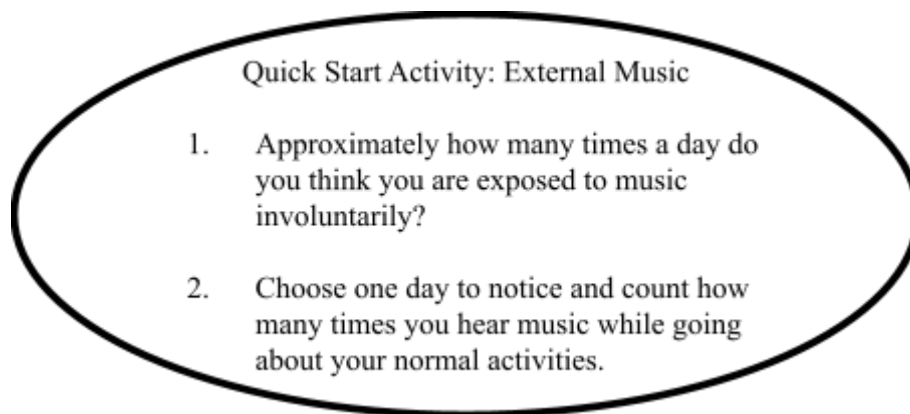 Quick Start Activity: External Music
1. Approximately how many times a day do
you think you are exposed to music
involuntarily?
2. Choose one day to notice and count how
many times you hear music while going
about your normal activities.